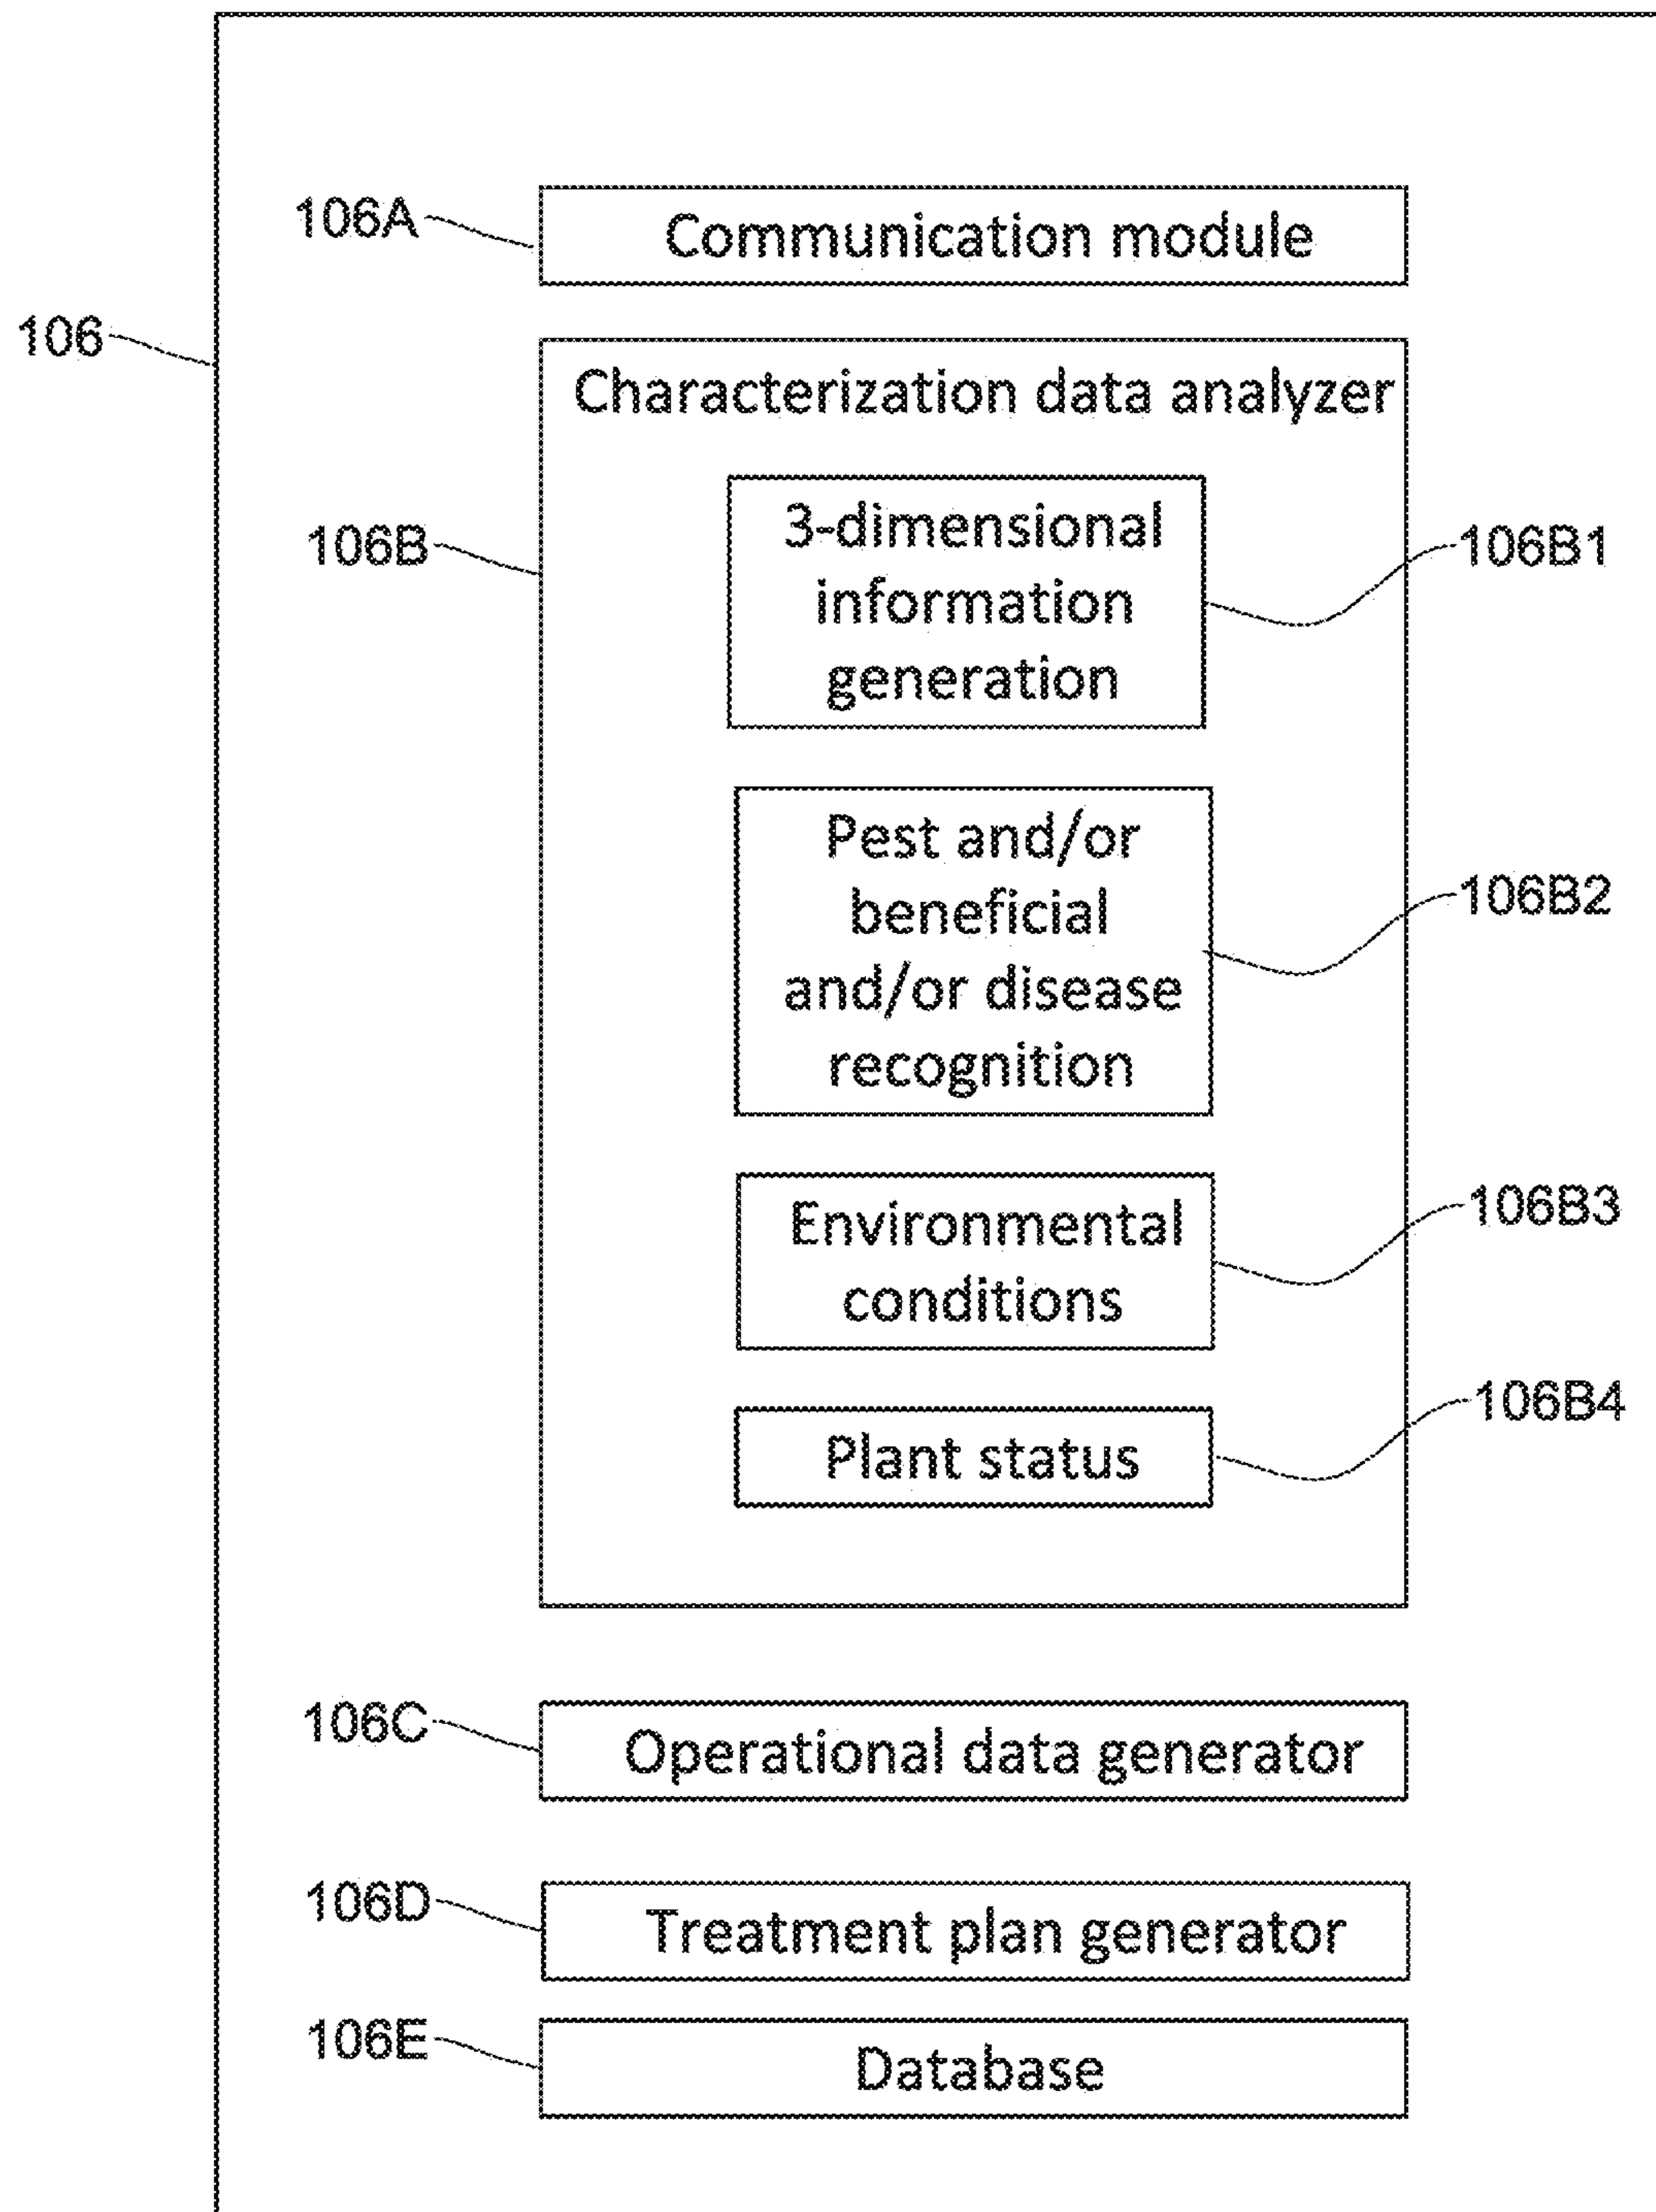 106A
Communication module
106
Characterization data analyzer
106B
3-dimensional
information
generation
106B1
Pest and/or
beneficial
and/or disease
recognition
106B2
Environmental
conditions
106B3
Plant status
106B4
106C
Operational data generator
106D
Treatment plan generator
106E
Database